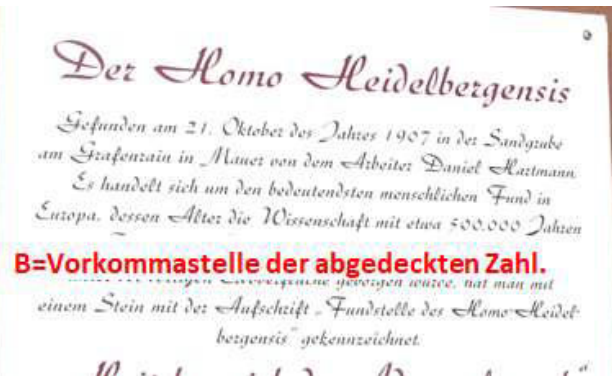 Der Homo Heidelbergensis
Gefunden am 21. Oktober des Jahres 1907 in der Sandgrube
am Grafenrain in Mauer von dem Arbeiter Daniel Hartmann.
Es handelt sich um den bedeutendsten menschlichen Fund in
Europa, dessen Alter die Wissenschaft mit etwa 500.000 Jahren
B=Vorkommastelle der abgedeckten Zahl.
geborgen wurde, hat man mit
einem Stein mit der Aufschrift „Fundstelle des Homo-Heidel-
bergensis" gekennzeichnet.